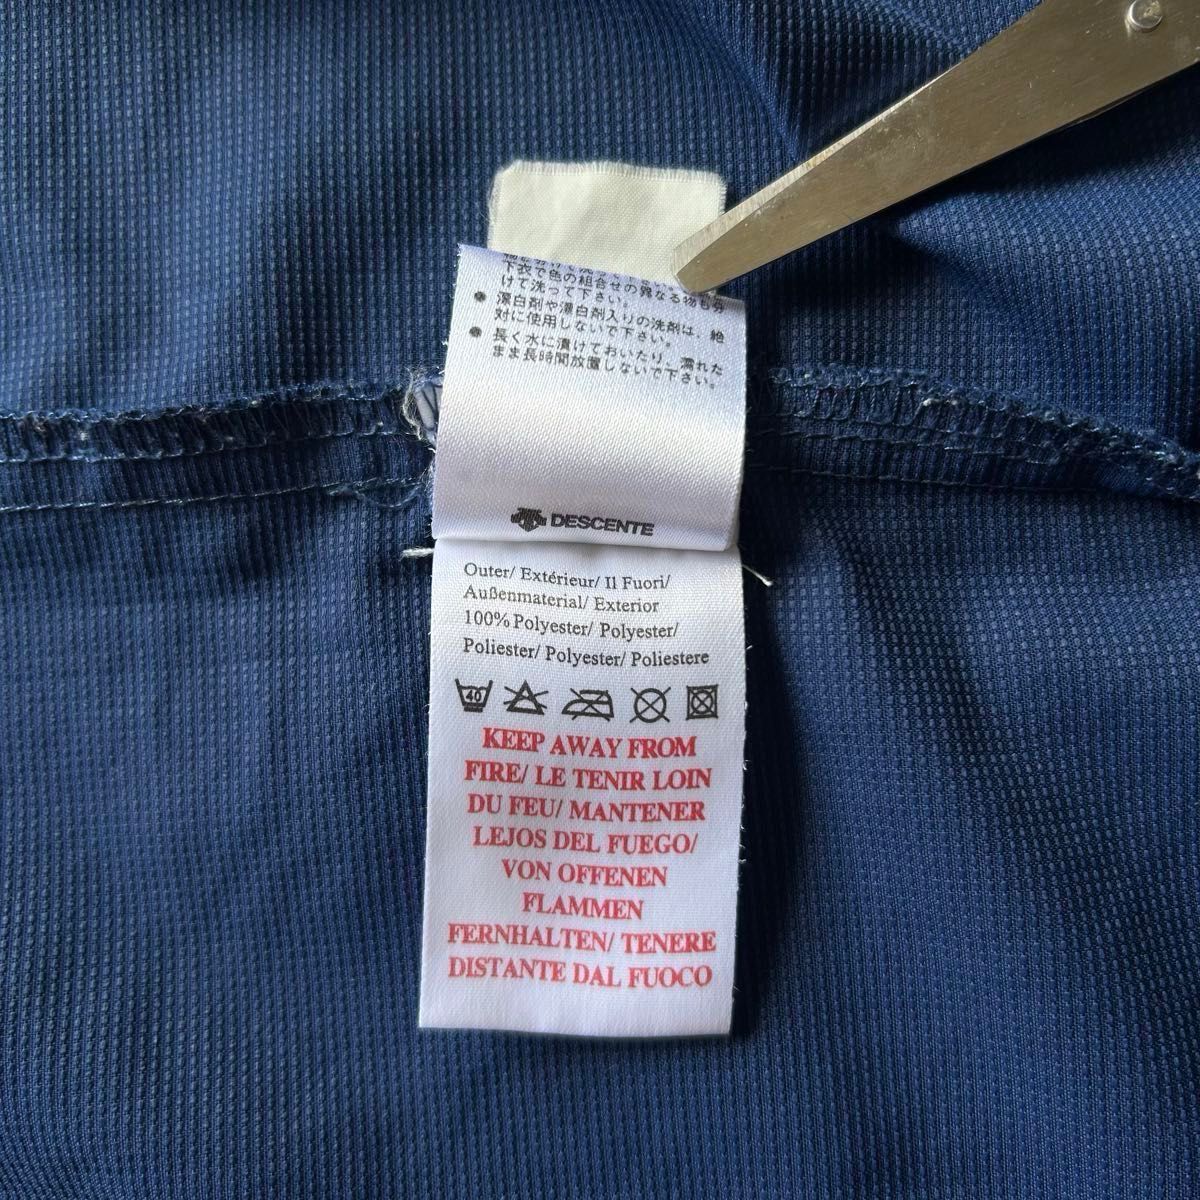 下衣で色の組合せの異なる物も分
けて洗って下さい。
● 漂白剤や漂白剤入りの洗剤は、絶
対に使用しないで下さい。
● 長く水に漬けておいたり、濡れた
まま長時間放置しないで下さい。
DESCENTE
Outer/ Extérieur/ Il Fuori/
Außenmaterial/ Exterior
100% Polyester/ Polyester/
Poliester/ Polyester/ Poliestere
40
KEEP AWAY FROM
FIRE/ LE TENIR LOIN
DU FEU/ MANTENER
LEJOS DEL FUEGO/
VON OFFENEN
FLAMMEN
FERNHALTEN/ TENERE
DISTANTE DAL FUOCO